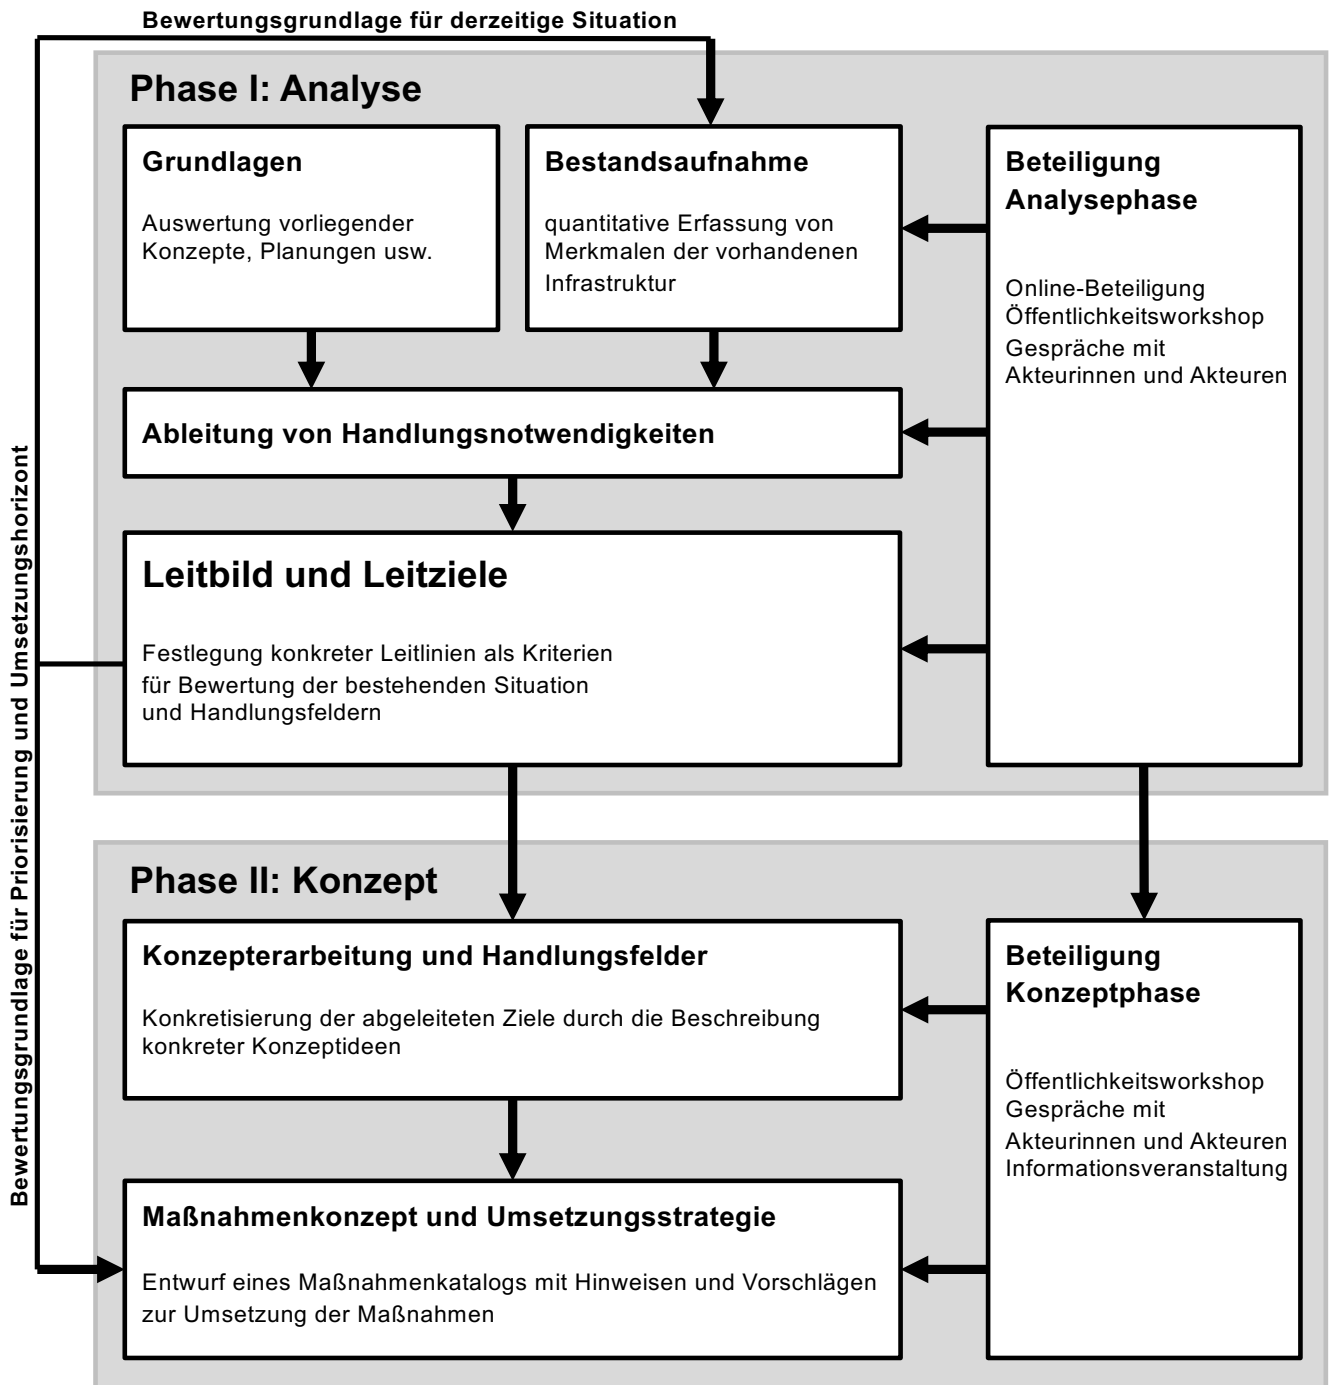 Bewertungsgrundlage für derzeitige Situation
Phase I: Analyse
Grundlagen
Auswertung vorliegender
Konzepte, Planungen usw.
Bestandsaufnahme
quantitative Erfassung von
Merkmalen der vorhandenen
Infrastruktur
Beteiligung
Analysephase
Online-Beteiligung
Öffentlichkeitsworkshop
Gespräche mit
Akteurinnen und Akteuren
Ableitung von Handlungsnotwendigkeiten
Leitbild und Leitziele
Festlegung konkreter Leitlinien als Kriterien
für Bewertung der bestehenden Situation
und Handlungsfeldern
Bewertungsgrundlage für Priorisierung und Umsetzungshorizont
Phase II: Konzept
Konzepterarbeitung und Handlungsfelder
Konkretisierung der abgeleiteten Ziele durch die Beschreibung
konkreter Konzeptideen
Beteiligung
Konzeptphase
Öffentlichkeitsworkshop
Gespräche mit
Akteurinnen und Akteuren
Informationsveranstaltung
Maßnahmenkonzept und Umsetzungsstrategie
Entwurf eines Maßnahmenkatalogs mit Hinweisen und Vorschlägen
zur Umsetzung der Maßnahmen